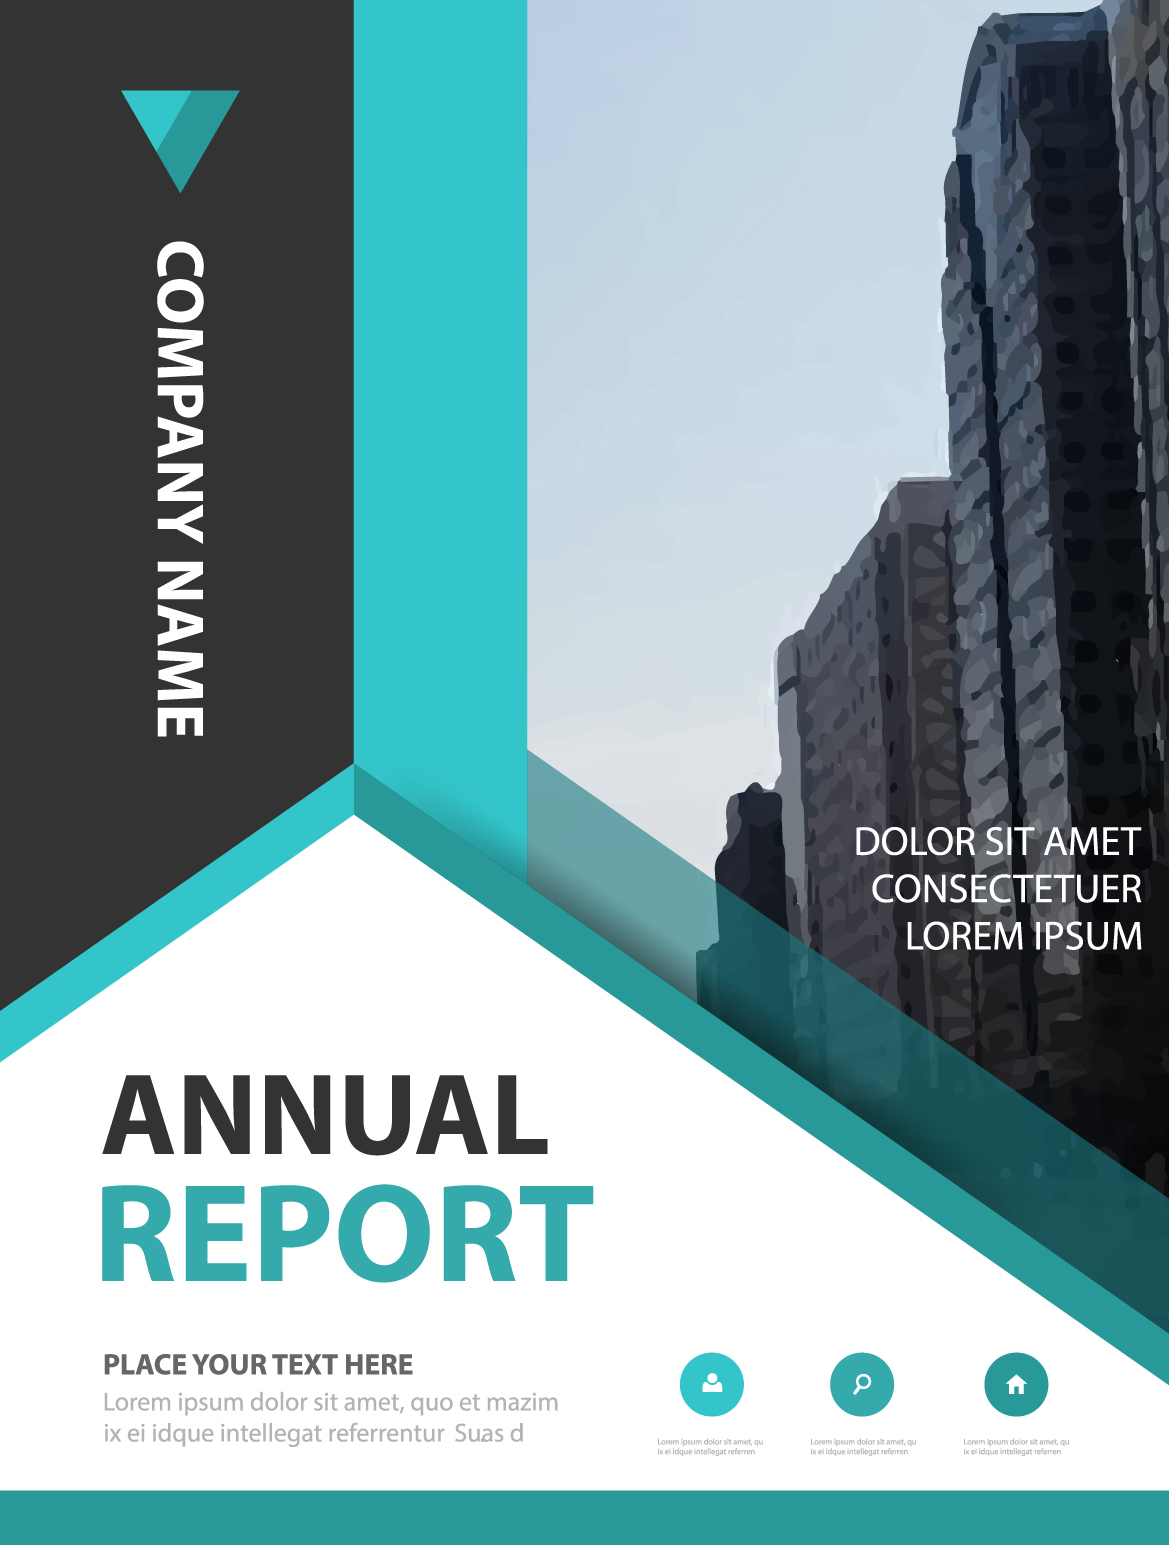 COMPANY NAME
DOLOR SIT AMET
CONSECTETUER
LOREM IPSUM
ANNUAL
REPORT
PLACE YOUR TEXT HERE
Lorem ipsum dolor sit amet, quo et mazim
ix ei idque intellegat referrentur Suas d
Lorem ipsum dolor sit amet, qu
ix ei idque intellegat referren
Lorem ipsum dolor sit amet, qu
ix ei idque intellegat referren
Lorem ipsum dolor sit amet, qu
ix ei idque intellegat referren